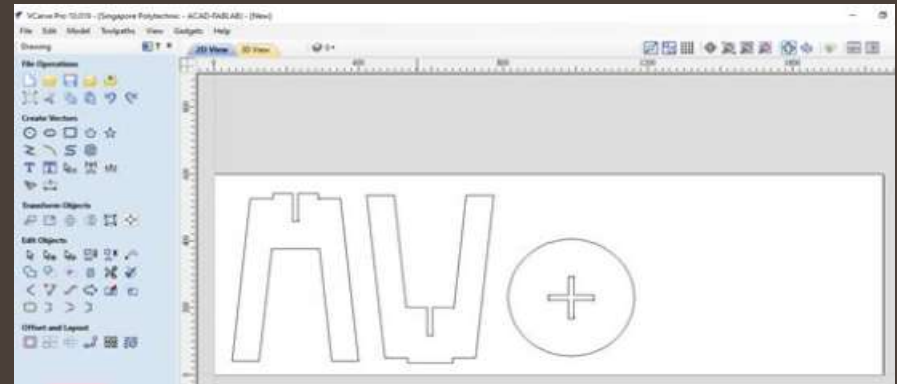 VCarve Pro 10.019 - {Singapore Polytechnic - ACAD-FABLAB} - [New]
File Edit Model Toolpaths View Gadgets Help
Drawing
2D View 3D View
File Operations
Create Vectors
Transform Objects
Edit Objects
Offset and Layout